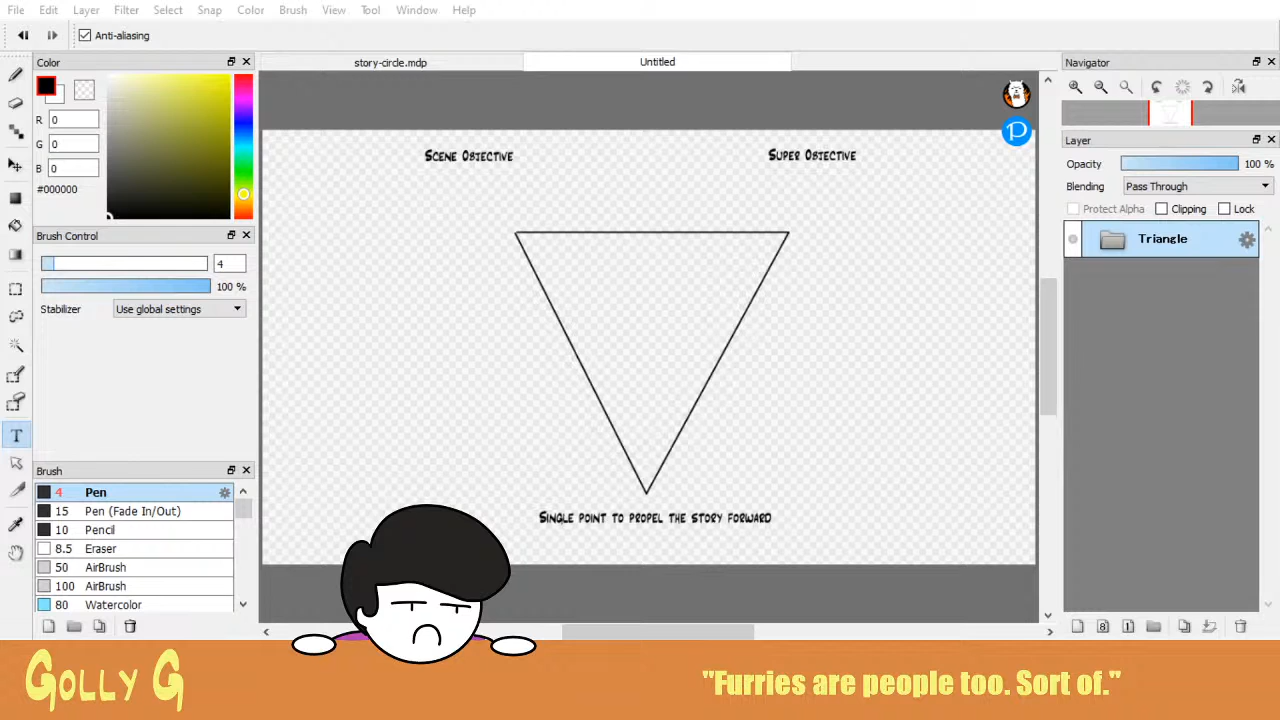 File Edit Layer Filter Select Snap Color Brush View Tool Window Help
Anti-aliasing
Color
story-circle.mdp
Untitled
Navigator
R 0
G 0
B 0
#000000
Scene Objective
Super Objective
Layer
Opacity 100 %
Blending Pass Through
Protect Alpha Clipping Lock
Triangle
Brush Control
4
100 %
Stabilizer Use global settings
Brush
4 Pen
15 Pen (Fade In/Out)
10 Pencil
8.5 Eraser
50 AirBrush
100 AirBrush
80 Watercolor
Single point to propel the story forward
P
8
1
T
Golly G
"Furries are people too. Sort of."